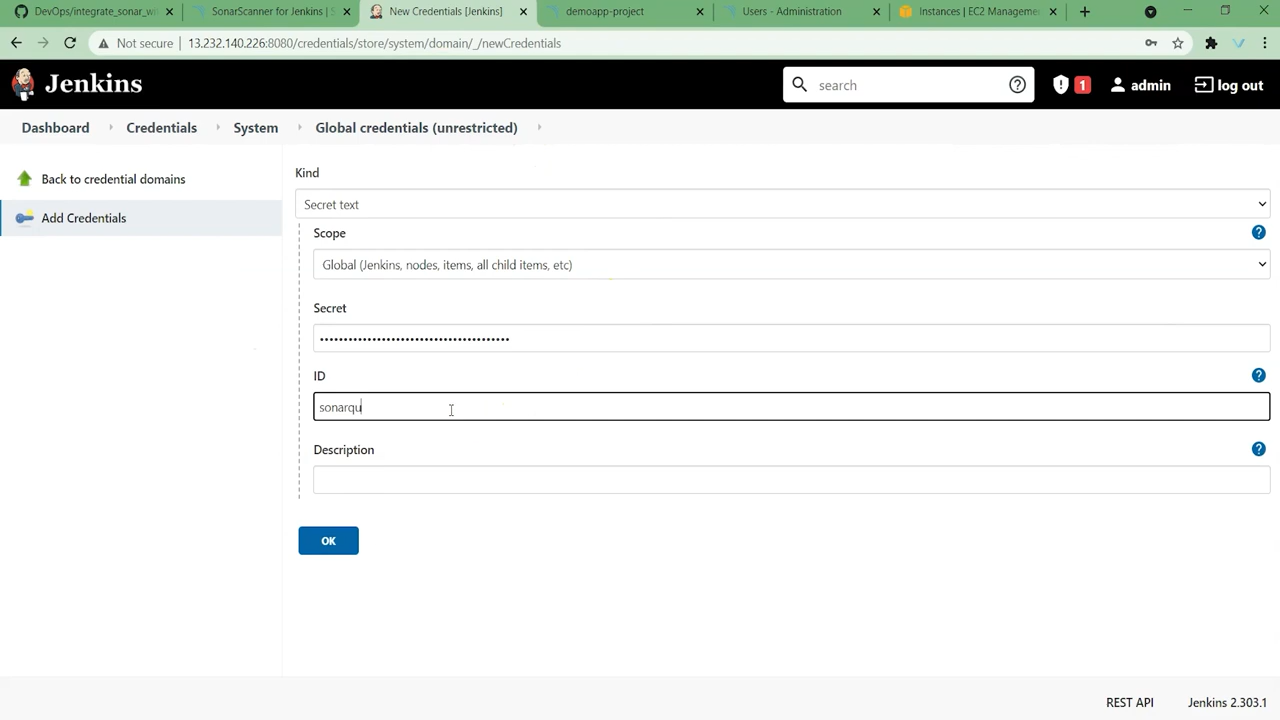 DevOps/integrate_sonar_wi
SonarScanner for Jenkins | S
New Credentials [Jenkins]
demoapp-project
Users - Administration
Instances | EC2 Managemen
Not secure
13.232.140.226:8080/credentials/store/system/domain/_/newCredentials
Jenkins
search
1
admin
log out
Dashboard
Credentials
System
Global credentials (unrestricted)
Back to credential domains
Add Credentials
Kind
Secret text
Scope
Global (Jenkins, nodes, items, all child items, etc)
Secret
••••••••••••••••••••••••••••••••••••••••
ID
sonarqu
Description
OK
REST API
Jenkins 2.303.1